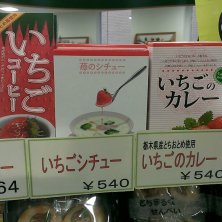 いちご
コーヒー
苺のシチュー
いちごの
カレー
ー
64
いちごシチュー
￥540
栃木県産とちおとめ使用
いちごのカレー
￥540